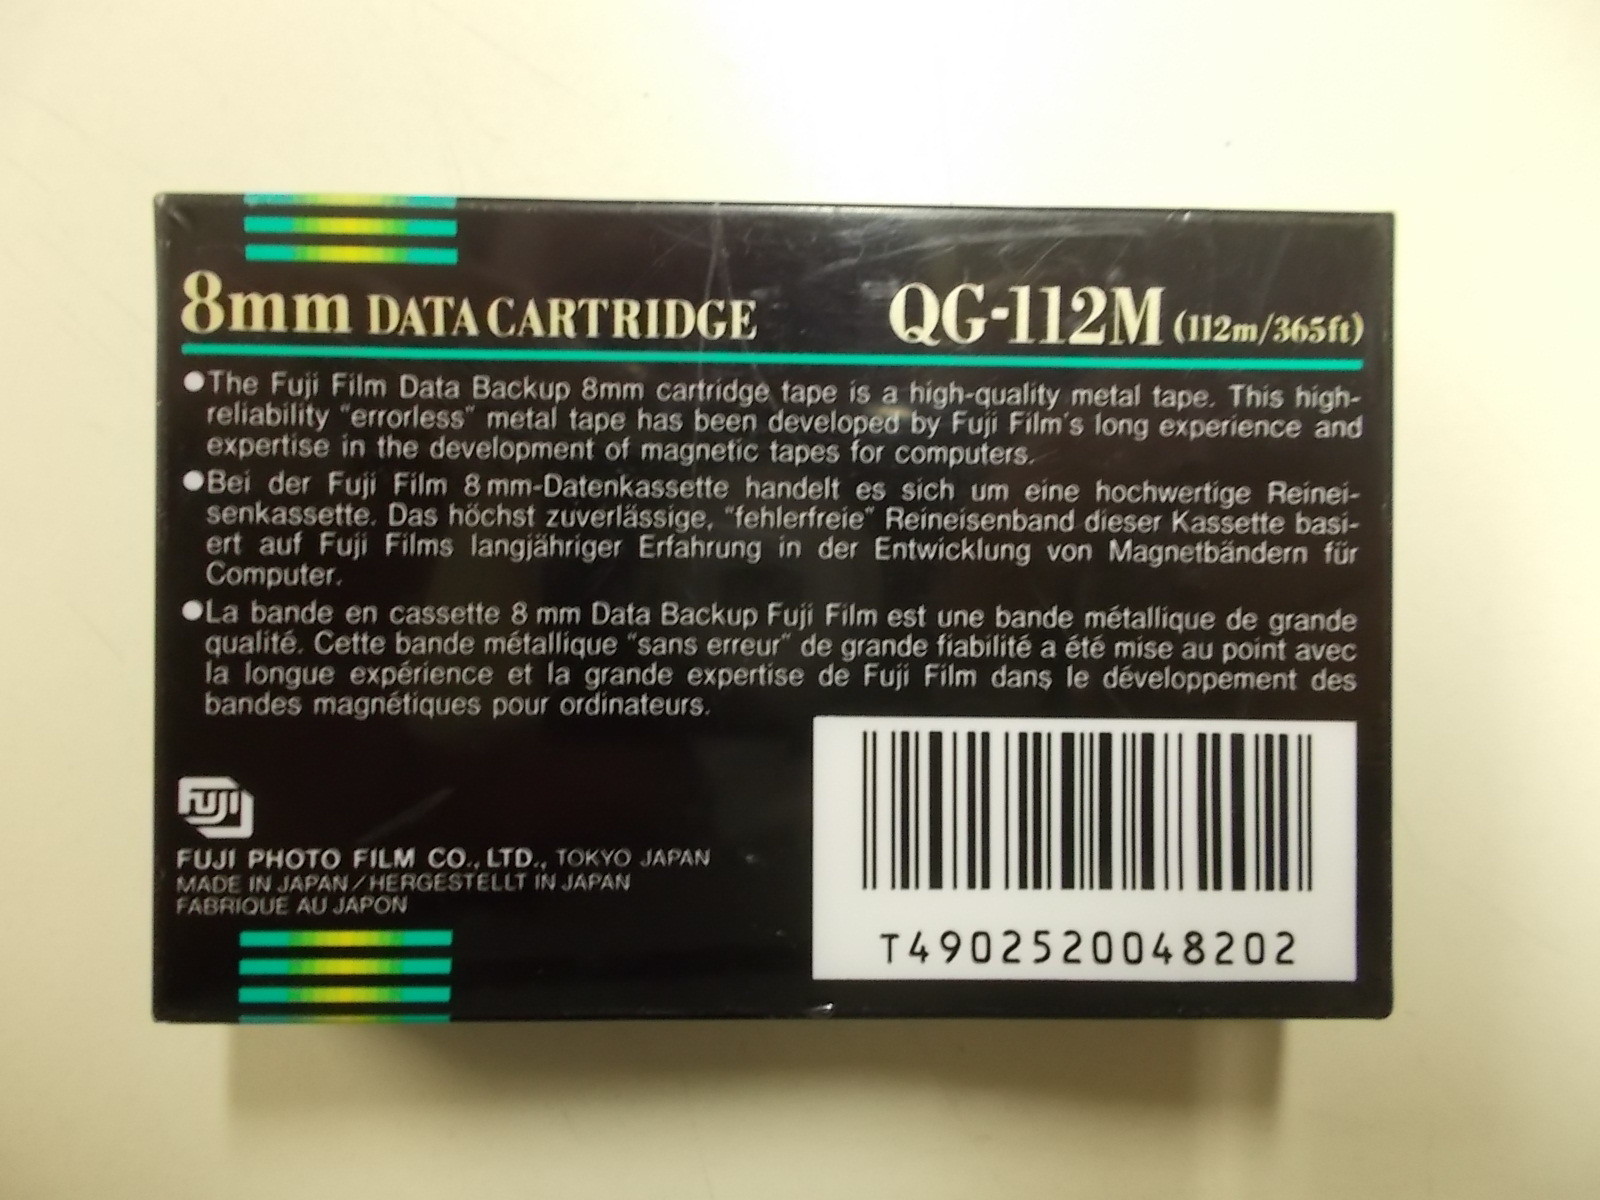 8mm DATA CARTRIDGE QG-112M (112m/365ft)
●The Fuji Film Data Backup 8mm cartridge tape is a high-quality metal tape. This high-
reliability "errorless" metal tape has been developed by Fuji Film's long experience and
expertise in the development of magnetic tapes for computers.
●Bei der Fuji Film 8 mm-Datenkassette handelt es sich um eine hochwertige Reinei-
senkassette. Das höchst zuverlässige, "fehlerfreie" Reineisenband dieser Kassette basi-
ert auf Fuji Films langjähriger Erfahrung in der Entwicklung von Magnetbändern für
Computer.
●La bande en cassette 8 mm Data Backup Fuji Film est une bande métallique de grande
qualité. Cette bande métallique "sans erreur" de grande fiabilité a été mise au point avec
la longue expérience et la grande expertise de Fuji Film dans le développement des
bandes magnétiques pour ordinateurs.
FUJI
FUJI PHOTO FILM CO., LTD., TOKYO JAPAN
MADE IN JAPAN/HERGESTELLT IN JAPAN
FABRIQUE AU JAPON
T4902520048202